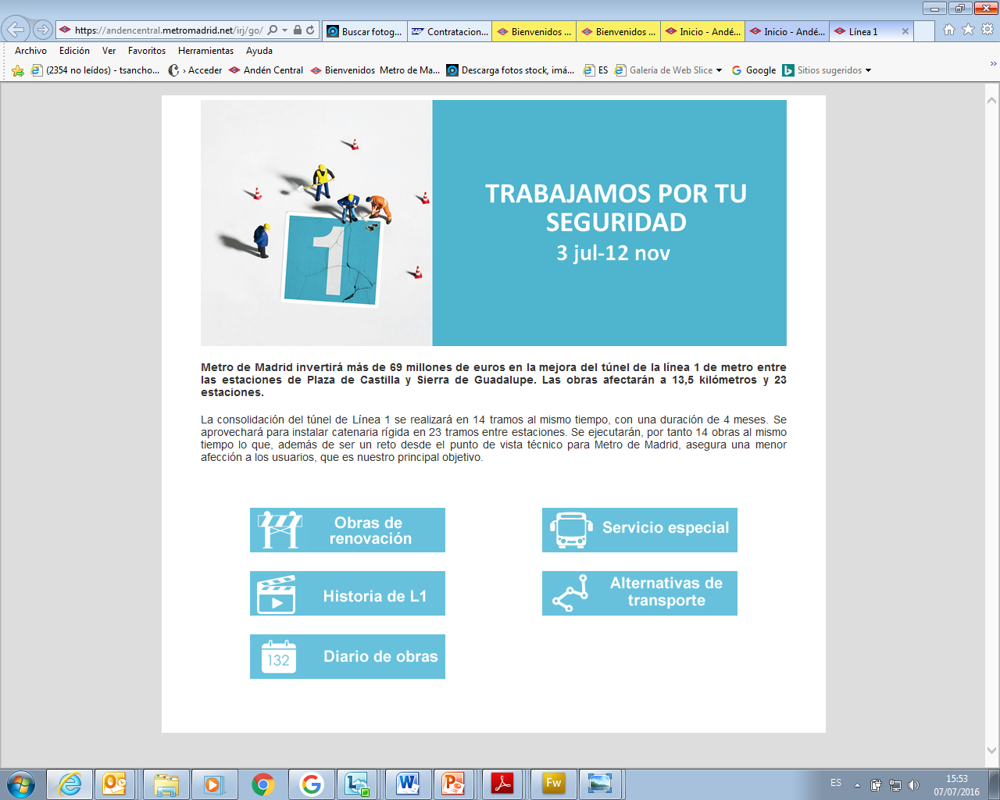 https://andencentral.metromadrid.net/irj/go/
Buscar fotog...
Contratacion...
Bienvenidos ...
Bienvenidos ...
Inicio - Andé...
Inicio - Andé...
Línea 1
Archivo Edición Ver Favoritos Herramientas Ayuda
(2354 no leídos) - tsancho...
› Acceder
Andén Central
Bienvenidos Metro de Ma...
Descarga fotos stock, imá...
ES
Galería de Web Slice
Google
Sitios sugeridos
1
TRABAJAMOS POR TU
SEGURIDAD
3 jul-12 nov
Metro de Madrid invertirá más de 69 millones de euros en la mejora del túnel de la línea 1 de metro entre
las estaciones de Plaza de Castilla y Sierra de Guadalupe. Las obras afectarán a 13,5 kilómetros y 23
estaciones.
La consolidación del túnel de Línea 1 se realizará en 14 tramos al mismo tiempo, con una duración de 4 meses. Se
aprovechará para instalar catenaria rígida en 23 tramos entre estaciones. Se ejecutarán, por tanto 14 obras al mismo
tiempo lo que, además de ser un reto desde el punto de vista técnico para Metro de Madrid, asegura una menor
afección a los usuarios, que es nuestro principal objetivo.
Obras de
renovación
Servicio especial
Historia de L1
Alternativas de
transporte
132
Diario de obras
Fw
ES
15:53
07/07/2016